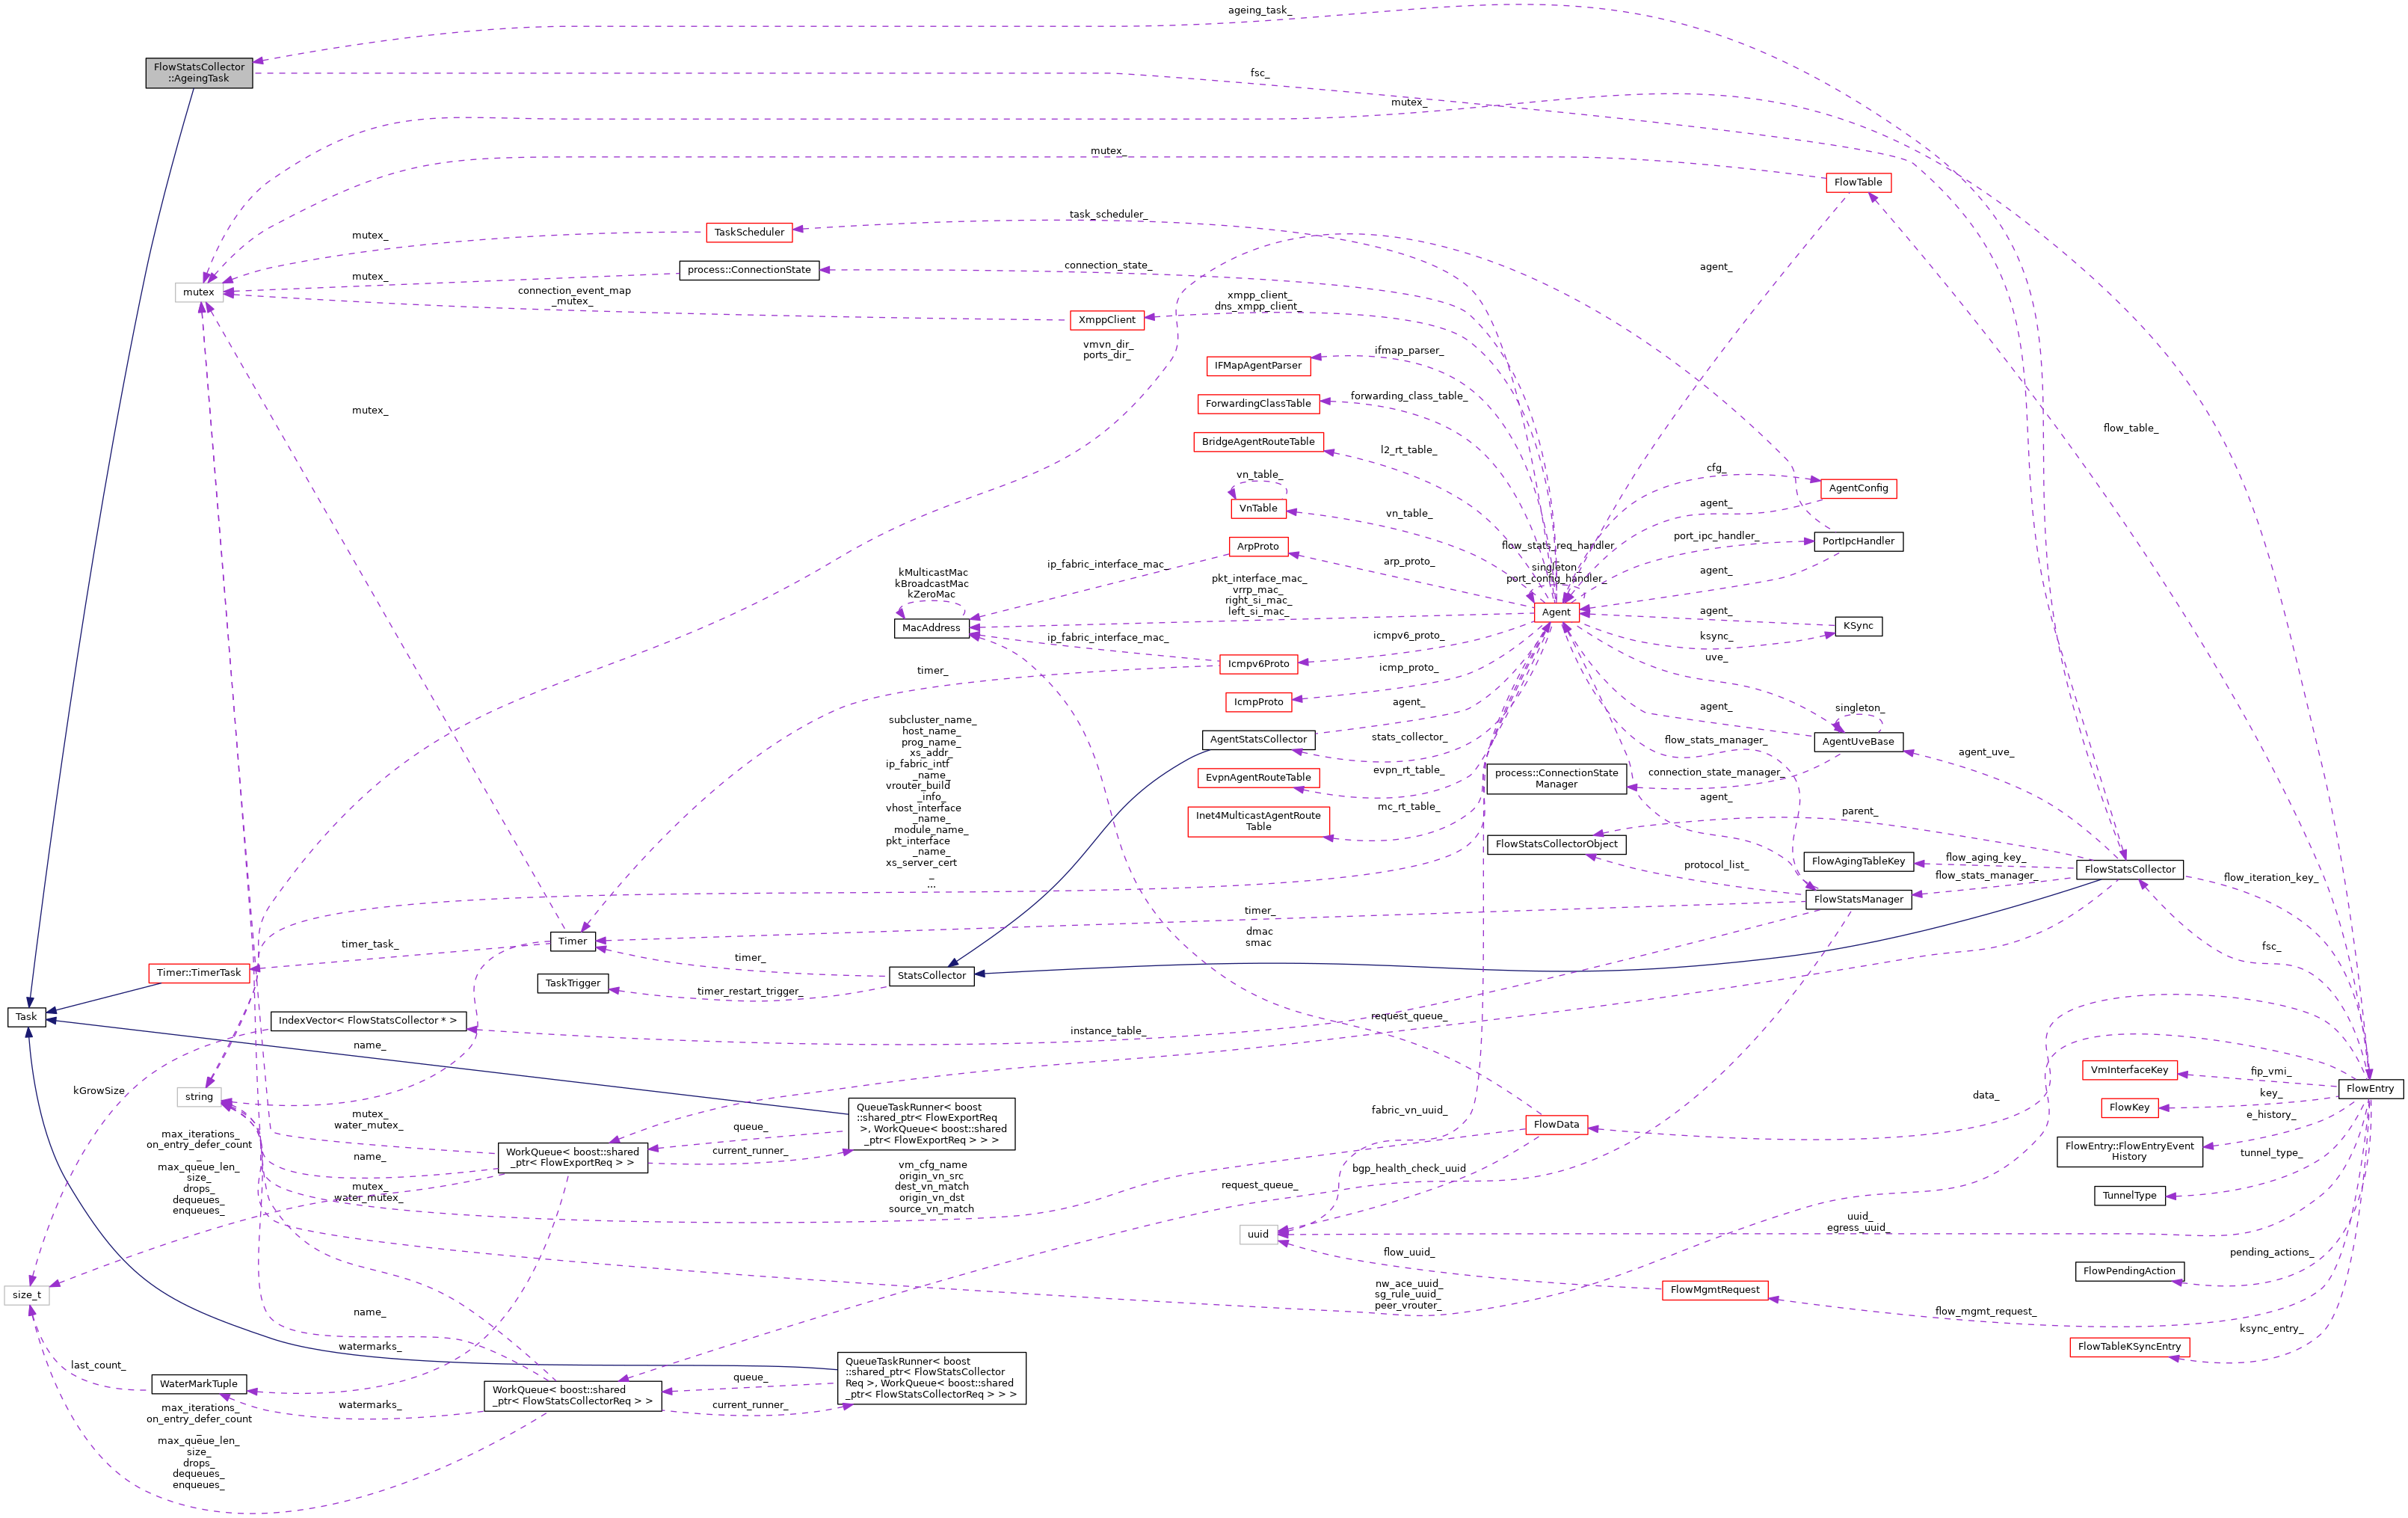 ageing_task_
FlowStatsCollector
::AgeingTask
fsc_
mutex_
mutex_
FlowTable
task_scheduler_
TaskScheduler
mutex_
agent_
connection_state_
process::ConnectionState
mutex_
mutex
connection_event_map
_mutex_
xmpp_client_
dns_xmpp_client_
XmppClient
vmvn_dir_
ports_dir_
ifmap_parser_
IFMapAgentParser
forwarding_class_table_
ForwardingClassTable
mutex_
flow_table_
l2_rt_table_
BridgeAgentRouteTable
cfg_
AgentConfig
vn_table_
VnTable
vn_table_
agent_
port_ipc_handler_
PortIpcHandler
flow_stats_req_handler_
ArpProto
arp_proto_
ip_fabric_interface_mac_
singleton_
port_config_handler_
agent_
kMulticastMac
kBroadcastMac
kZeroMac
pkt_interface_mac_
vrrp_mac_
right_si_mac_
left_si_mac_
Agent
agent_
KSync
MacAddress
ip_fabric_interface_mac_
icmpv6_proto_
ksync_
Icmpv6Proto
uve_
timer_
icmp_proto_
IcmpProto
agent_
agent_
singleton_
subcluster_name_
host_name_
prog_name_
xs_addr_
ip_fabric_intf
_name_
vrouter_build
_info_
vhost_interface
_name_
module_name_
pkt_interface
_name_
xs_server_cert
_
...
AgentStatsCollector
stats_collector_
flow_stats_manager_
AgentUveBase
agent_uve_
evpn_rt_table_
EvpnAgentRouteTable
process::ConnectionState
Manager
connection_state_manager_
agent_
mc_rt_table_
Inet4MulticastAgentRoute
Table
parent_
FlowStatsCollectorObject
protocol_list_
FlowAgingTableKey
flow_aging_key_
FlowStatsCollector
flow_stats_manager_
flow_iteration_key_
FlowStatsManager
timer_
dmac
smac
Timer
timer_task_
timer_
fsc_
Timer::TimerTask
StatsCollector
TaskTrigger
timer_restart_trigger_
Task
IndexVector< FlowStatsCollector * >
instance_table_
request_queue_
name_
VmInterfaceKey
fip_vmi_
FlowEntry
kGrowSize
string
data_
key_
FlowKey
e_history_
mutex_
water_mutex_
QueueTaskRunner< boost
::shared_ptr< FlowExportReq
>, WorkQueue< boost::shared
_ptr< FlowExportReq > > >
queue_
fabric_vn_uuid_
FlowData
max_iterations_
on_entry_defer_count
_
max_queue_len_
size_
drops_
dequeues_
enqueues_
name_
WorkQueue< boost::shared
_ptr< FlowExportReq > >
current_runner_
FlowEntry::FlowEntryEvent
History
tunnel_type_
bgp_health_check_uuid
_
vm_cfg_name
origin_vn_src
dest_vn_match
origin_vn_dst
source_vn_match
mutex_
water_mutex_
request_queue_
TunnelType
uuid_
egress_uuid_
uuid
flow_uuid_
pending_actions_
FlowPendingAction
size_t
nw_ace_uuid_
sg_rule_uuid_
peer_vrouter_
FlowMgmtRequest
flow_mgmt_request_
name_
ksync_entry_
FlowTableKSyncEntry
watermarks_
last_count_
WaterMarkTuple
QueueTaskRunner< boost
::shared_ptr< FlowStatsCollector
Req >, WorkQueue< boost::shared
_ptr< FlowStatsCollectorReq > > >
queue_
WorkQueue< boost::shared
_ptr< FlowStatsCollectorReq > >
watermarks_
current_runner_
max_iterations_
on_entry_defer_count
_
max_queue_len_
size_
drops_
dequeues_
enqueues_